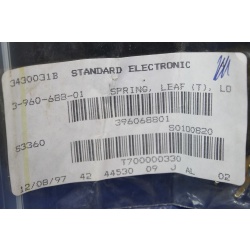 3430031B STANDARD ELECTRONIC
3-960-688-01 SPRING, LEAF (T), LO
396068801
S3360 S0100820
T700000330
12/08/97 42 44530 09 J AL 02